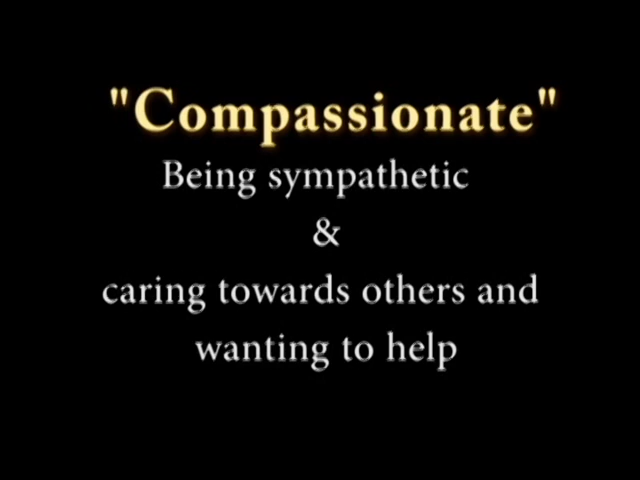 "Compassionate"
Being sympathetic
&
caring towards others and
wanting to help